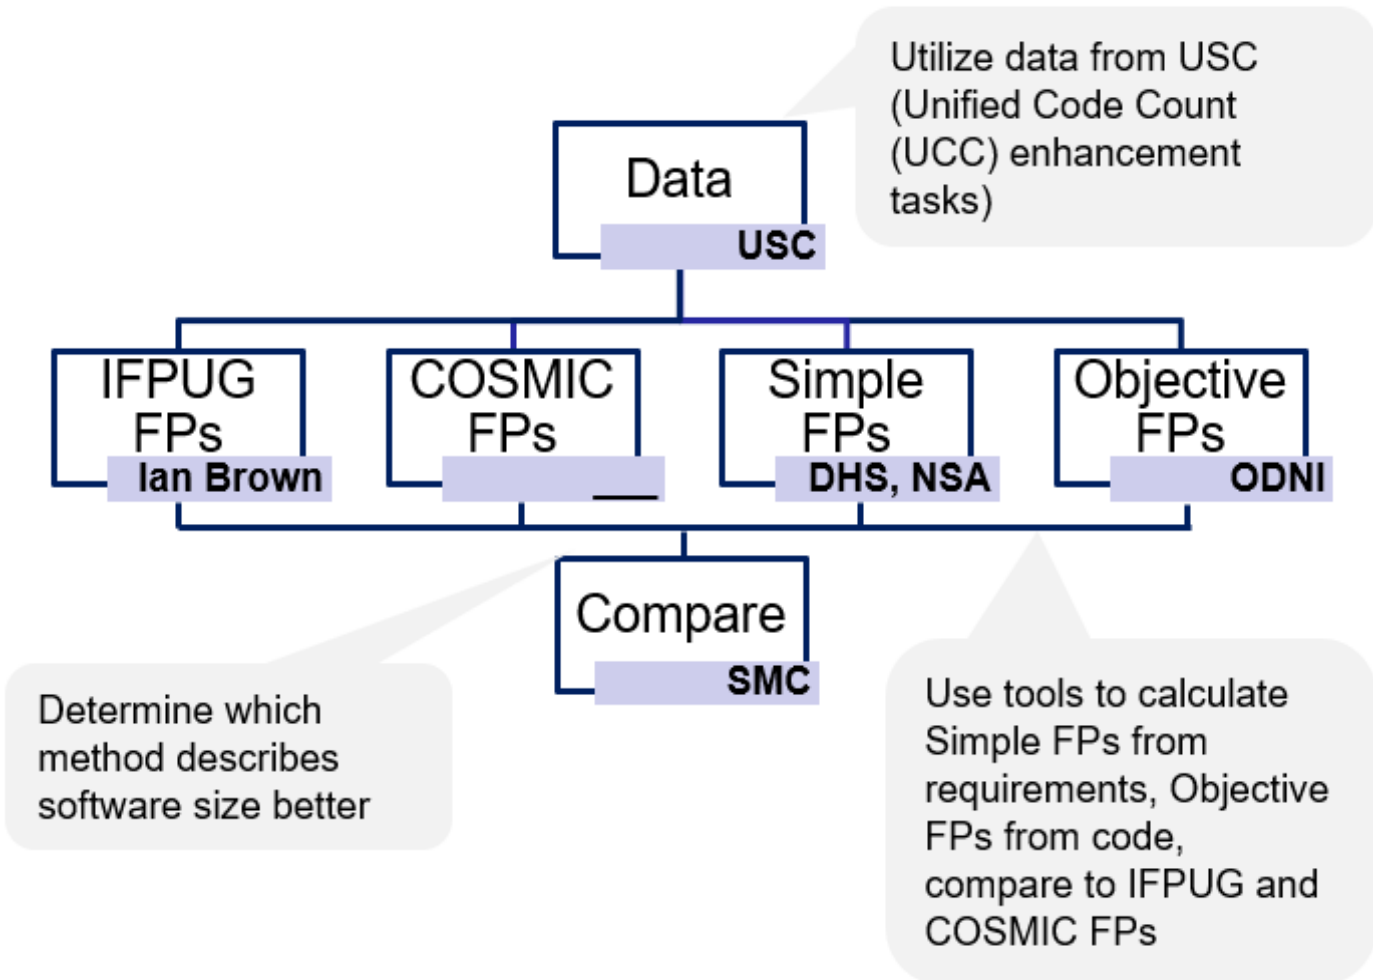 Utilize data from USC
(Unified Code Count
(UCC) enhancement
tasks)
Data
USC
IFPUG
FPs
Ian Brown
COSMIC
FPs
___
Simple
FPs
DHS, NSA
Objective
FPs
ODNI
Compare
SMC
Determine which
method describes
software size better
Use tools to calculate
Simple FPs from
requirements, Objective
FPs from code,
compare to IFPUG and
COSMIC FPs